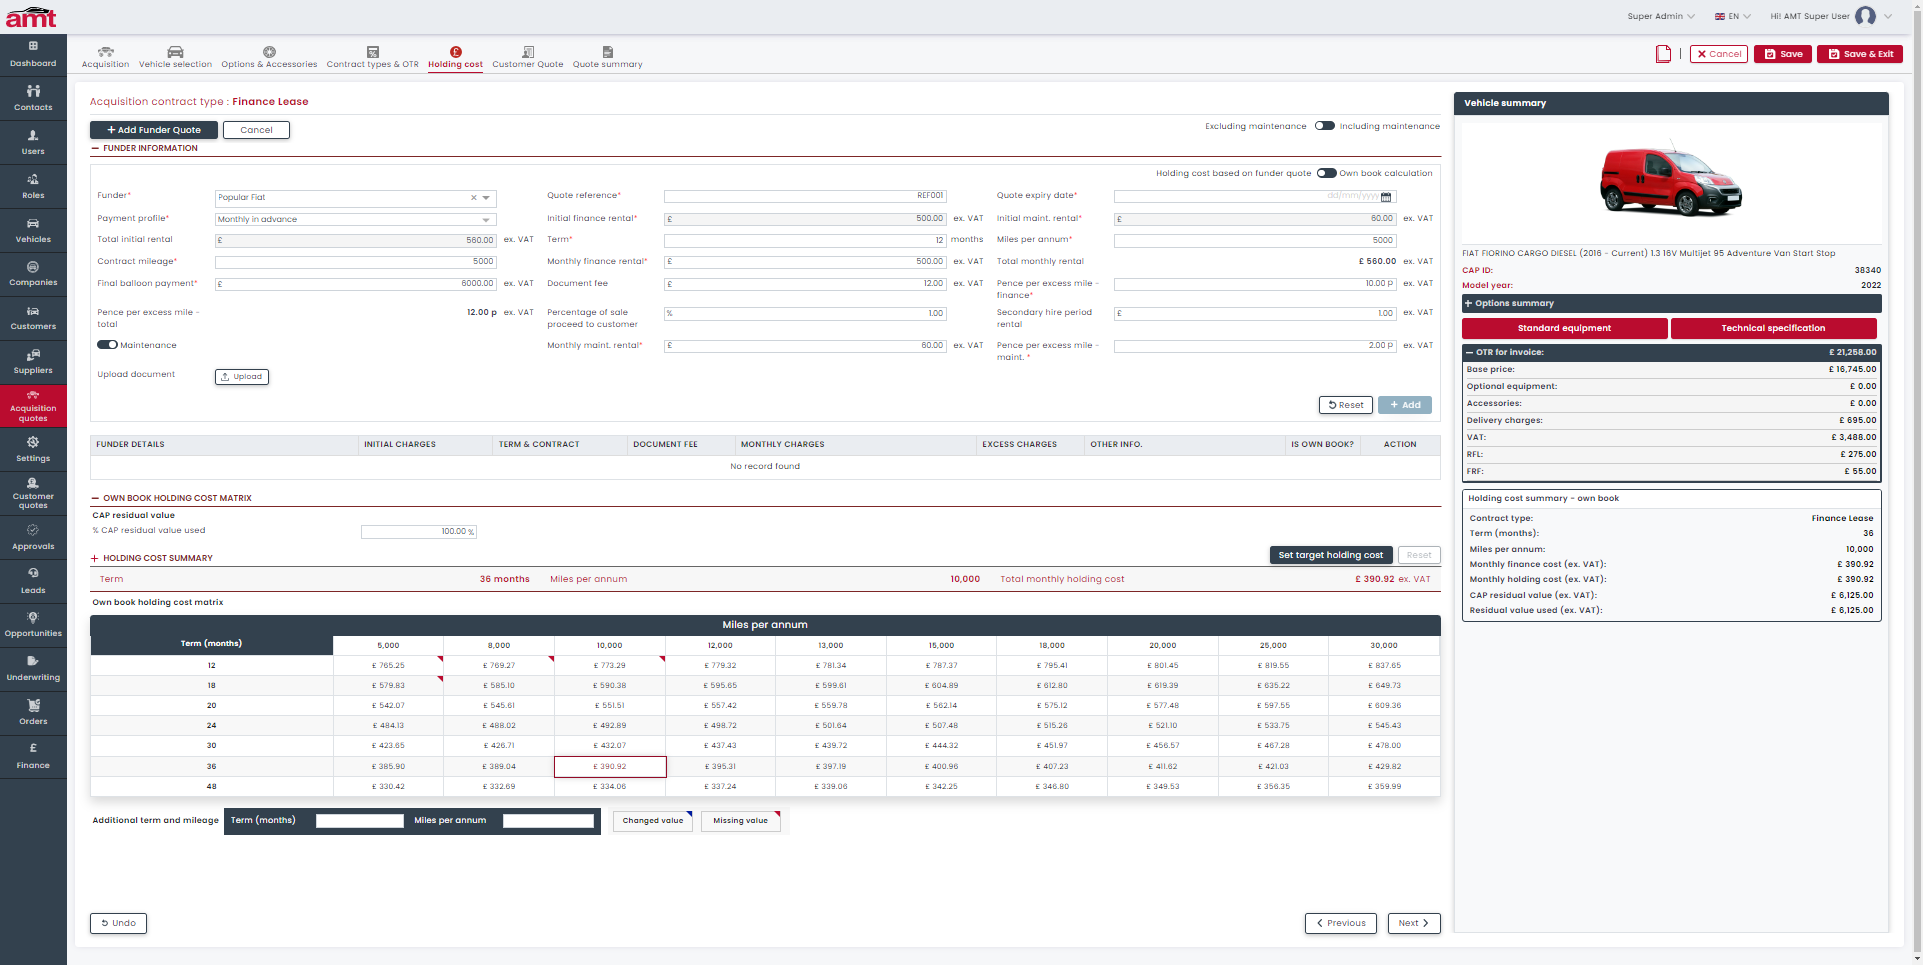 amt
Super Admin EN Hi! AMT Super User
Dashboard
Contacts
Users
Roles
Vehicles
Companies
Customers
Suppliers
Acquisition
quotes
Settings
Customer
quotes
Approvals
Leads
Opportunities
Underwriting
Orders
£
Finance
Acquisition Vehicle selection Options & Accessories Contract types & OTR Holding cost Customer Quote Quote summary
Cancel Save Save & Exit
Acquisition contract type : Finance Lease
+ Add Funder Quote Cancel
Excluding maintenance Including maintenance
FUNDER INFORMATION
Holding cost based on funder quote Own book calculation
Funder* Popular Fiat Quote reference* REF001 Quote expiry date* dd/mm/yyyy
Payment profile* Monthly in advance Initial finance rental* £ 500.00 ex. VAT Initial maint. rental* £ 60.00 ex. VAT
Total initial rental £ 560.00 ex. VAT Term* 12 months Miles per annum* 5000
Contract mileage* 5000 Monthly finance rental* £ 500.00 ex. VAT Total monthly rental £ 560.00 ex. VAT
Final balloon payment* £ 6000.00 ex. VAT Document fee £ 12.00 ex. VAT Pence per excess mile -
finance* 10.00 p ex. VAT
Pence per excess mile -
total 12.00 p ex. VAT Percentage of sale
proceed to customer % 1.00 Secondary hire period
rental £ 1.00 ex. VAT
Maintenance Monthly maint. rental* £ 60.00 ex. VAT Pence per excess mile -
maint. * 2.00 p ex. VAT
Upload document Upload
Reset + Add
FUNDER DETAILS INITIAL CHARGES TERM & CONTRACT DOCUMENT FEE MONTHLY CHARGES EXCESS CHARGES OTHER INFO. IS OWN BOOK? ACTION
No record found
OWN BOOK HOLDING COST MATRIX
CAP residual value
% CAP residual value used 100.00 %
+ HOLDING COST SUMMARY Set target holding cost Reset
Term 36 months Miles per annum 10,000 Total monthly holding cost £ 390.92 ex. VAT
Own book holding cost matrix
Miles per annum
Term (months) 5,000 8,000 10,000 12,000 13,000 15,000 18,000 20,000 25,000 30,000
12 £ 765.25 £ 769.27 £ 773.29 £ 779.32 £ 781.34 £ 787.37 £ 795.41 £ 801.45 £ 819.55 £ 837.65
18 £ 579.83 £ 585.10 £ 590.38 £ 595.65 £ 599.61 £ 604.89 £ 612.80 £ 619.39 £ 635.22 £ 649.73
20 £ 542.07 £ 545.61 £ 551.51 £ 557.42 £ 559.78 £ 562.14 £ 575.12 £ 577.48 £ 597.55 £ 609.36
24 £ 484.13 £ 488.02 £ 492.89 £ 498.72 £ 501.64 £ 507.48 £ 515.26 £ 521.10 £ 533.75 £ 545.43
30 £ 423.65 £ 426.71 £ 432.07 £ 437.43 £ 439.72 £ 444.32 £ 451.97 £ 456.57 £ 467.28 £ 478.00
36 £ 385.90 £ 389.04 £ 390.92 £ 395.31 £ 397.19 £ 400.96 £ 407.23 £ 411.62 £ 421.03 £ 429.82
48 £ 330.42 £ 332.69 £ 334.06 £ 337.24 £ 339.06 £ 342.25 £ 346.80 £ 349.53 £ 356.35 £ 359.99
Additional term and mileage Term (months) Miles per annum Changed value Missing value
Undo Previous Next
Vehicle summary
FIAT FIORINO CARGO DIESEL (2016 - Current) 1.3 16V Multijet 95 Adventure Van Start Stop
CAP ID: 38340
Model year: 2022
+ Options summary
Standard equipment Technical specification
OTR for invoice: £ 21,258.00
Base price: £ 16,745.00
Optional equipment: £ 0.00
Accessories: £ 0.00
Delivery charges: £ 695.00
VAT: £ 3,488.00
RFL: £ 275.00
FRF: £ 55.00
Holding cost summary - own book
Contract type: Finance Lease
Term (months): 36
Miles per annum: 10,000
Monthly finance cost (ex. VAT): £ 390.92
Monthly holding cost (ex. VAT): £ 390.92
CAP residual value (ex. VAT): £ 6,125.00
Residual value used (ex. VAT): £ 6,125.00